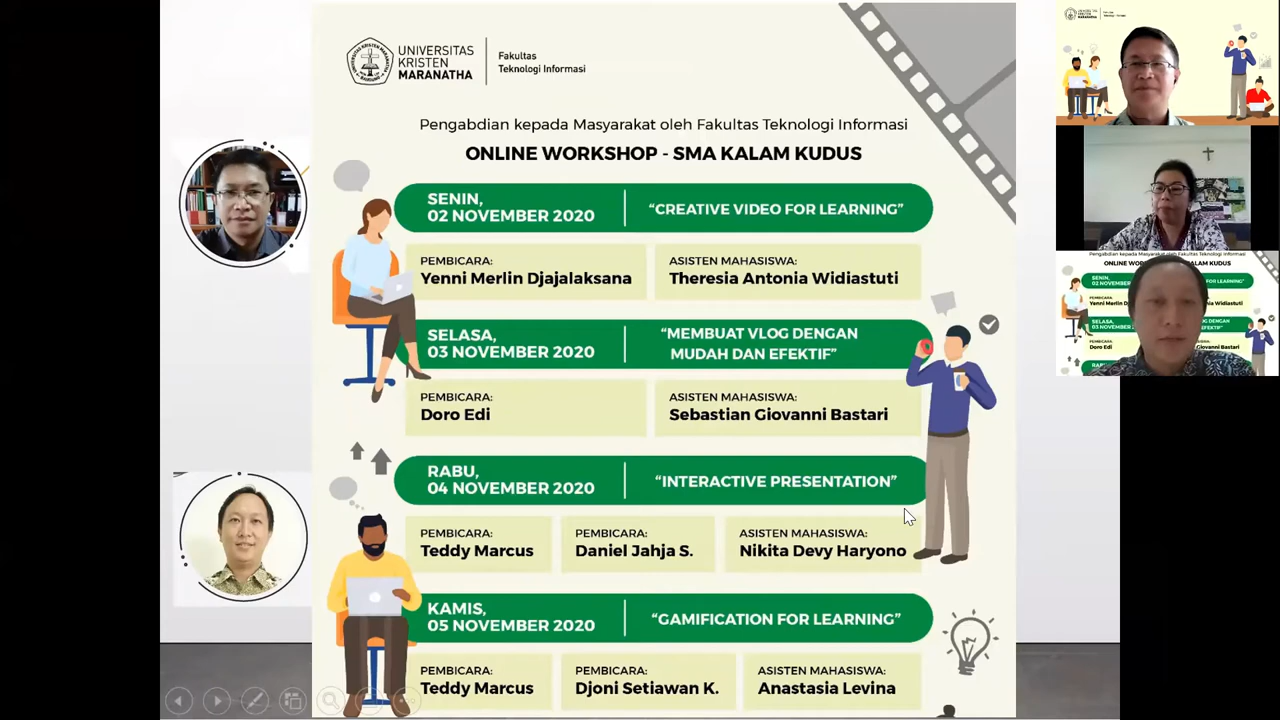 UNIVERSITAS
KRISTEN
MARANATHA
Fakultas
Teknologi Informasi
Pengabdian kepada Masyarakat oleh Fakultas Teknologi Informasi
ONLINE WORKSHOP - SMA KALAM KUDUS
SENIN,
02 NOVEMBER 2020
“CREATIVE VIDEO FOR LEARNING”
PEMBICARA:
Yenni Merlin Djajalaksana
ASISTEN MAHASISWA:
Theresia Antonia Widiastuti
SELASA,
03 NOVEMBER 2020
“MEMBUAT VLOG DENGAN
MUDAH DAN EFEKTIF”
PEMBICARA:
Doro Edi
ASISTEN MAHASISWA:
Sebastian Giovanni Bastari
RABU,
04 NOVEMBER 2020
“INTERACTIVE PRESENTATION”
PEMBICARA:
Teddy Marcus
PEMBICARA:
Daniel Jahja S.
ASISTEN MAHASISWA:
Nikita Devy Haryono
KAMIS,
05 NOVEMBER 2020
“GAMIFICATION FOR LEARNING”
PEMBICARA:
Teddy Marcus
PEMBICARA:
Djoni Setiawan K.
ASISTEN MAHASISWA:
Anastasia Levina